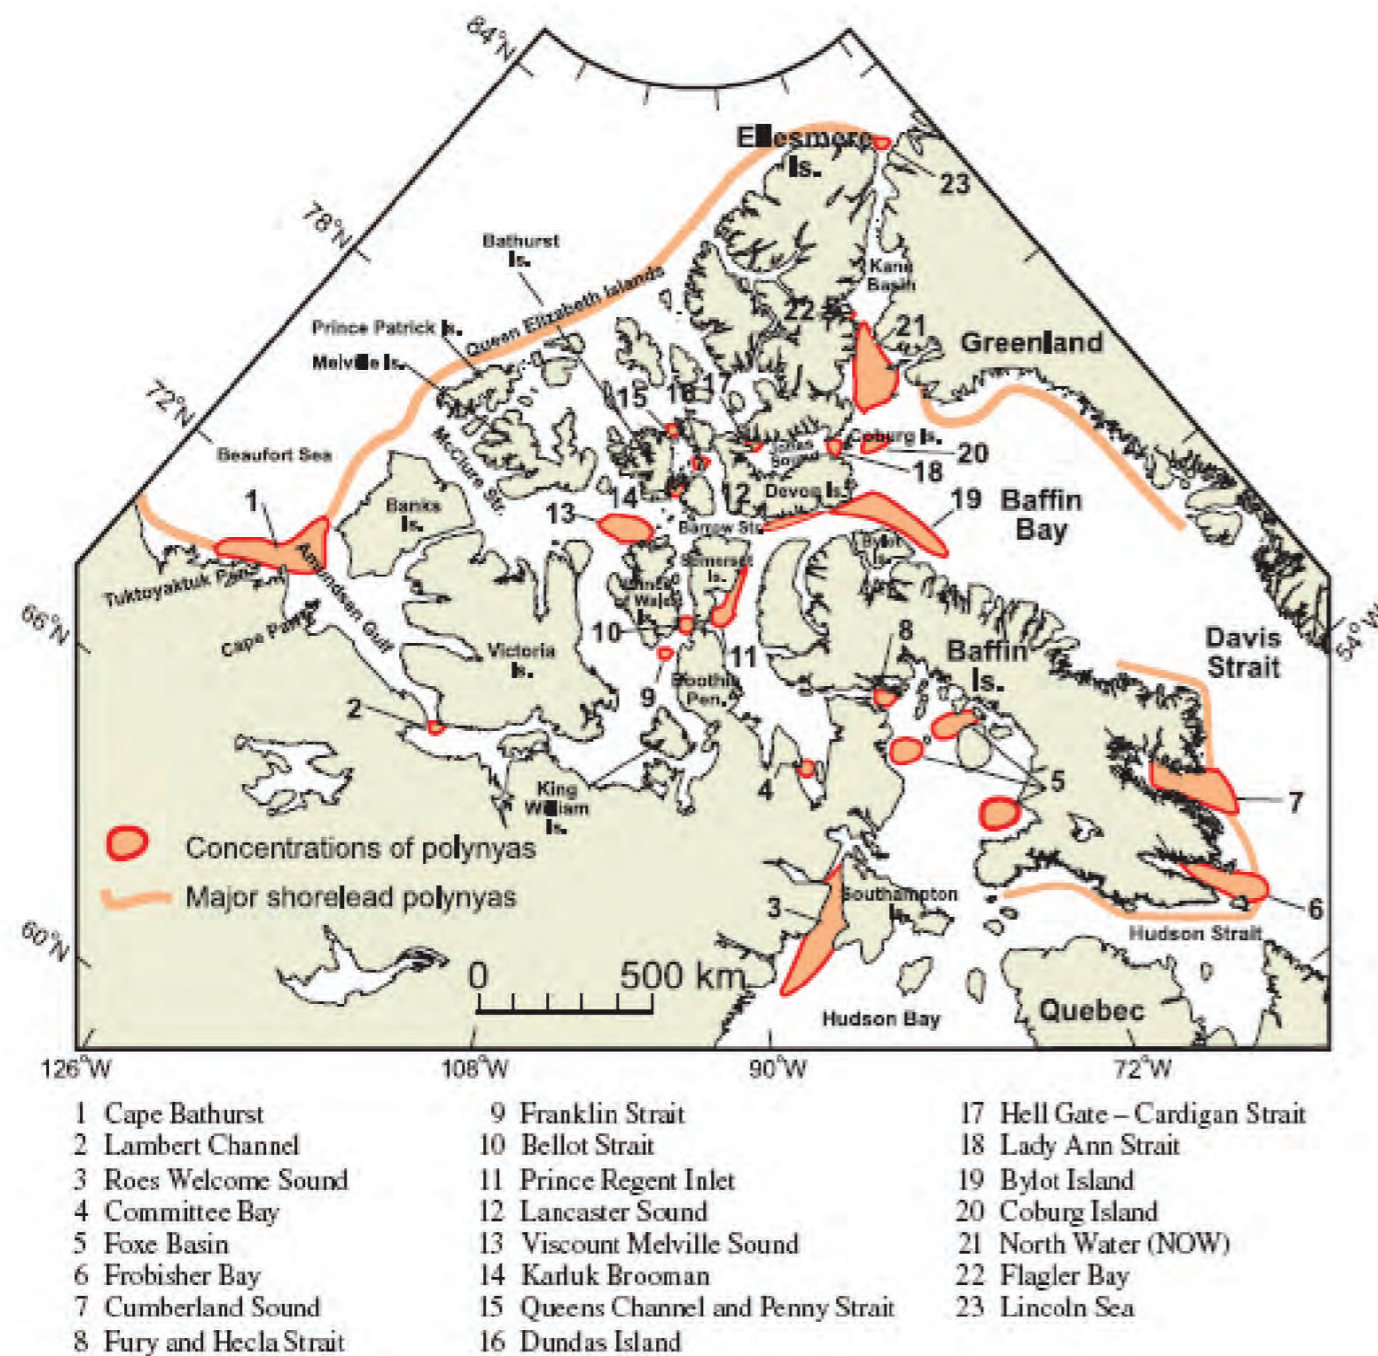 84°N
Ellesmere
Is.
23
78°N
Bathurst
Is.
Kane
Basin
Queen Elizabeth Islands
22
21
Prince Patrick Is.
Greenland
Melville Is.
72°N
15
16
17
McClure Str.
Beaufort Sea
Jones
Sound
Coburg Is.
18
20
1
Banks
Is.
14
12
Devon Is.
19
Baffin
Bay
13
Barrow Str.
Bylot
Is.
Amundsen Gulf
Somerset
Is.
Tuktoyaktuk Pen.
Prince
of Wales
Is.
66°N
Cape Parry
10
8
Davis
Strait
54°W
Victoria
Is.
11
Baffin
Is.
9
Boothia
Pen.
2
4
5
7
King
William
Is.
Concentrations of polynyas
Major shorelead polynyas
3
Southampton
Is.
6
60°N
Hudson Strait
0 500 km
Hudson Bay
Quebec
126°W 108°W 90°W 72°W
1 Cape Bathurst
2 Lambert Channel
3 Roes Welcome Sound
4 Committee Bay
5 Foxe Basin
6 Frobisher Bay
7 Cumberland Sound
8 Fury and Hecla Strait
9 Franklin Strait
10 Bellot Strait
11 Prince Regent Inlet
12 Lancaster Sound
13 Viscount Melville Sound
14 Karluk Brooman
15 Queens Channel and Penny Strait
16 Dundas Island
17 Hell Gate – Cardigan Strait
18 Lady Ann Strait
19 Bylot Island
20 Coburg Island
21 North Water (NOW)
22 Flagler Bay
23 Lincoln Sea